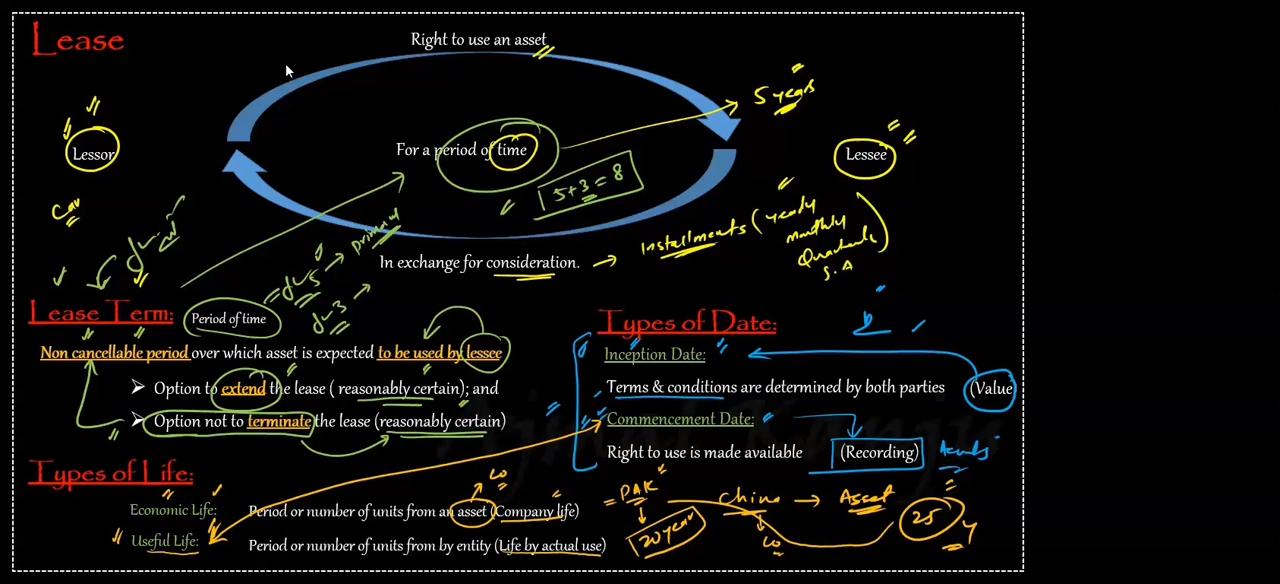 Lease
Right to use an asset
5 years
Lessor
For a period of time
Lessee
5+3=8
Car
Installments (yearly
monthly
S.A
primary
In exchange for consideration.
Lease Term:
Period of time
Non cancellable period over which asset is expected to be used by lessee
➢ Option to extend the lease ( reasonably certain); and
➢ Option not to terminate the lease (reasonably certain)
Types of Date:
Inception Date:
Terms & conditions are determined by both parties (Value
Commencement Date:
Right to use is made available (Recording)
Types of Life:
Economic Life: Period or number of units from an asset (Company life)
Useful Life: Period or number of units from by entity (Life by actual use)
PAK China → Asset
20 year
25 y